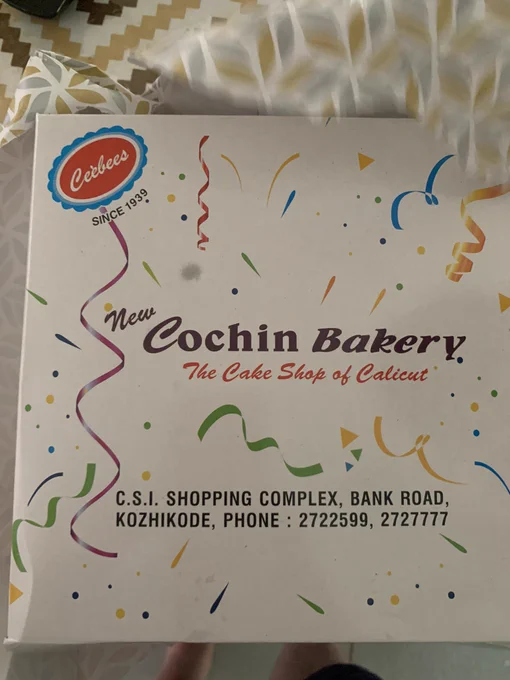 Ceebees
SINCE 1939
New
Cochin Bakery
The Cake Shop of Calicut
C.S.I. SHOPPING COMPLEX, BANK ROAD,
KOZHIKODE, PHONE : 2722599, 2727777